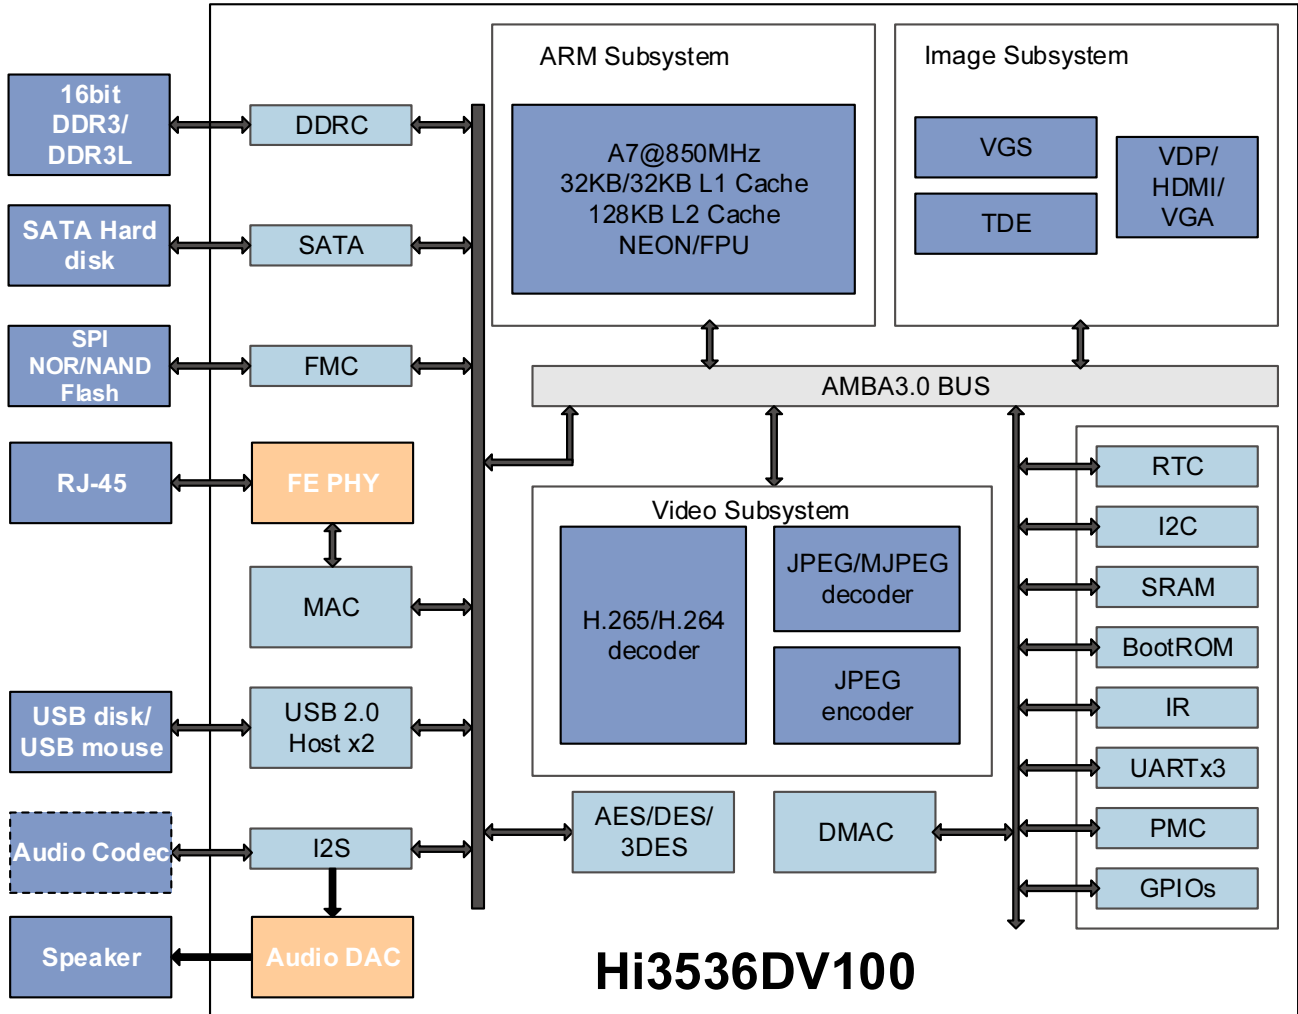 16bit
DDR3/
DDR3L
SATA Hard
disk
SPI
NOR/NAND
Flash
RJ-45
USB disk/
USB mouse
Audio Codec
Speaker
DDRC
SATA
FMC
FE PHY
MAC
USB 2.0
Host x2
I2S
Audio DAC
ARM Subsystem
A7@850MHz
32KB/32KB L1 Cache
128KB L2 Cache
NEON/FPU
Image Subsystem
VGS
TDE
VDP/
HDMI/
VGA
AMBA3.0 BUS
Video Subsystem
H.265/H.264
decoder
JPEG/MJPEG
decoder
JPEG
encoder
AES/DES/
3DES
DMAC
RTC
I2C
SRAM
BootROM
IR
UARTx3
PMC
GPIOs
Hi3536DV100